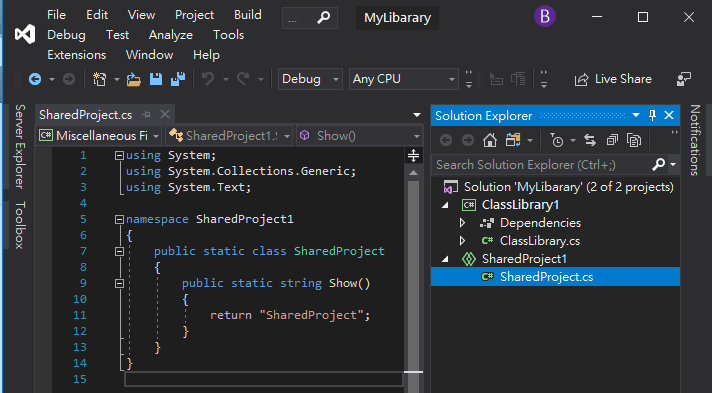 File Edit View Project Build ... MyLibarary B
Debug Test Analyze Tools
Extensions Window Help
Debug Any CPU Live Share
Server Explorer
Toolbox
SharedProject.cs
C# Miscellaneous Fi SharedProject1. Show()
1 using System;
2 using System.Collections.Generic;
3 using System.Text;
4
5 namespace SharedProject1
6 {
7 public static class SharedProject
8 {
9 public static string Show()
10 {
11 return "SharedProject";
12 }
13 }
14 }
15
Solution Explorer
Search Solution Explorer (Ctrl+;)
Solution 'MyLibarary' (2 of 2 projects)
C# ClassLibrary1
Dependencies
C# ClassLibrary.cs
SharedProject1
C# SharedProject.cs
Notifications